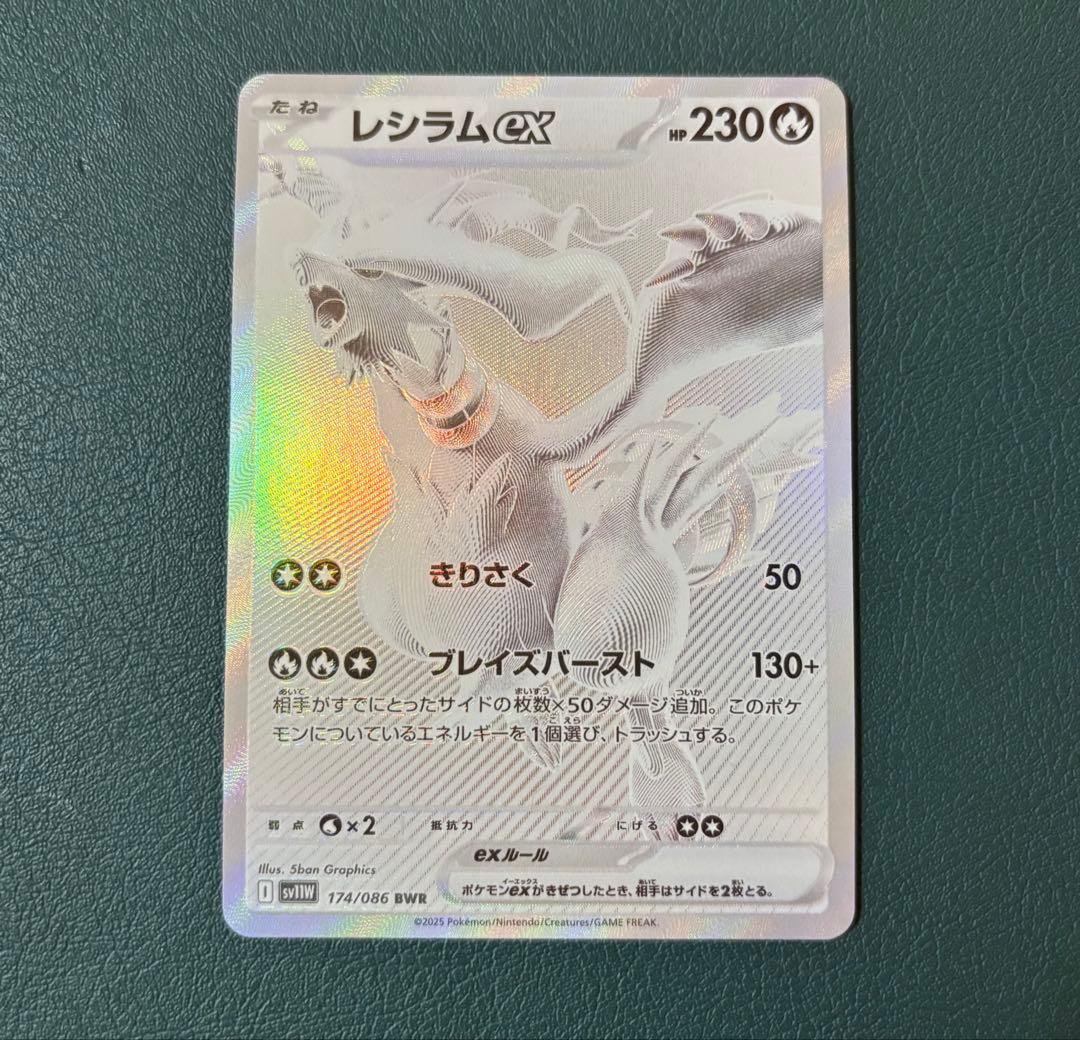 たね レシラムex HP230
きりさく 50
ブレイズバースト 130+
相手がすでにとったサイドの枚数×50ダメージ追加。このポケ
モンについているエネルギーを1個選び、トラッシュする。
弱点 ×2 抵抗力 にげる
exルール
Illus. 5ban Graphics
ポケモンexがきぜつしたとき、相手はサイドを2枚とる。
I sv11W 174/086 BWR
©2025 Pokémon/Nintendo/Creatures/GAME FREAK.